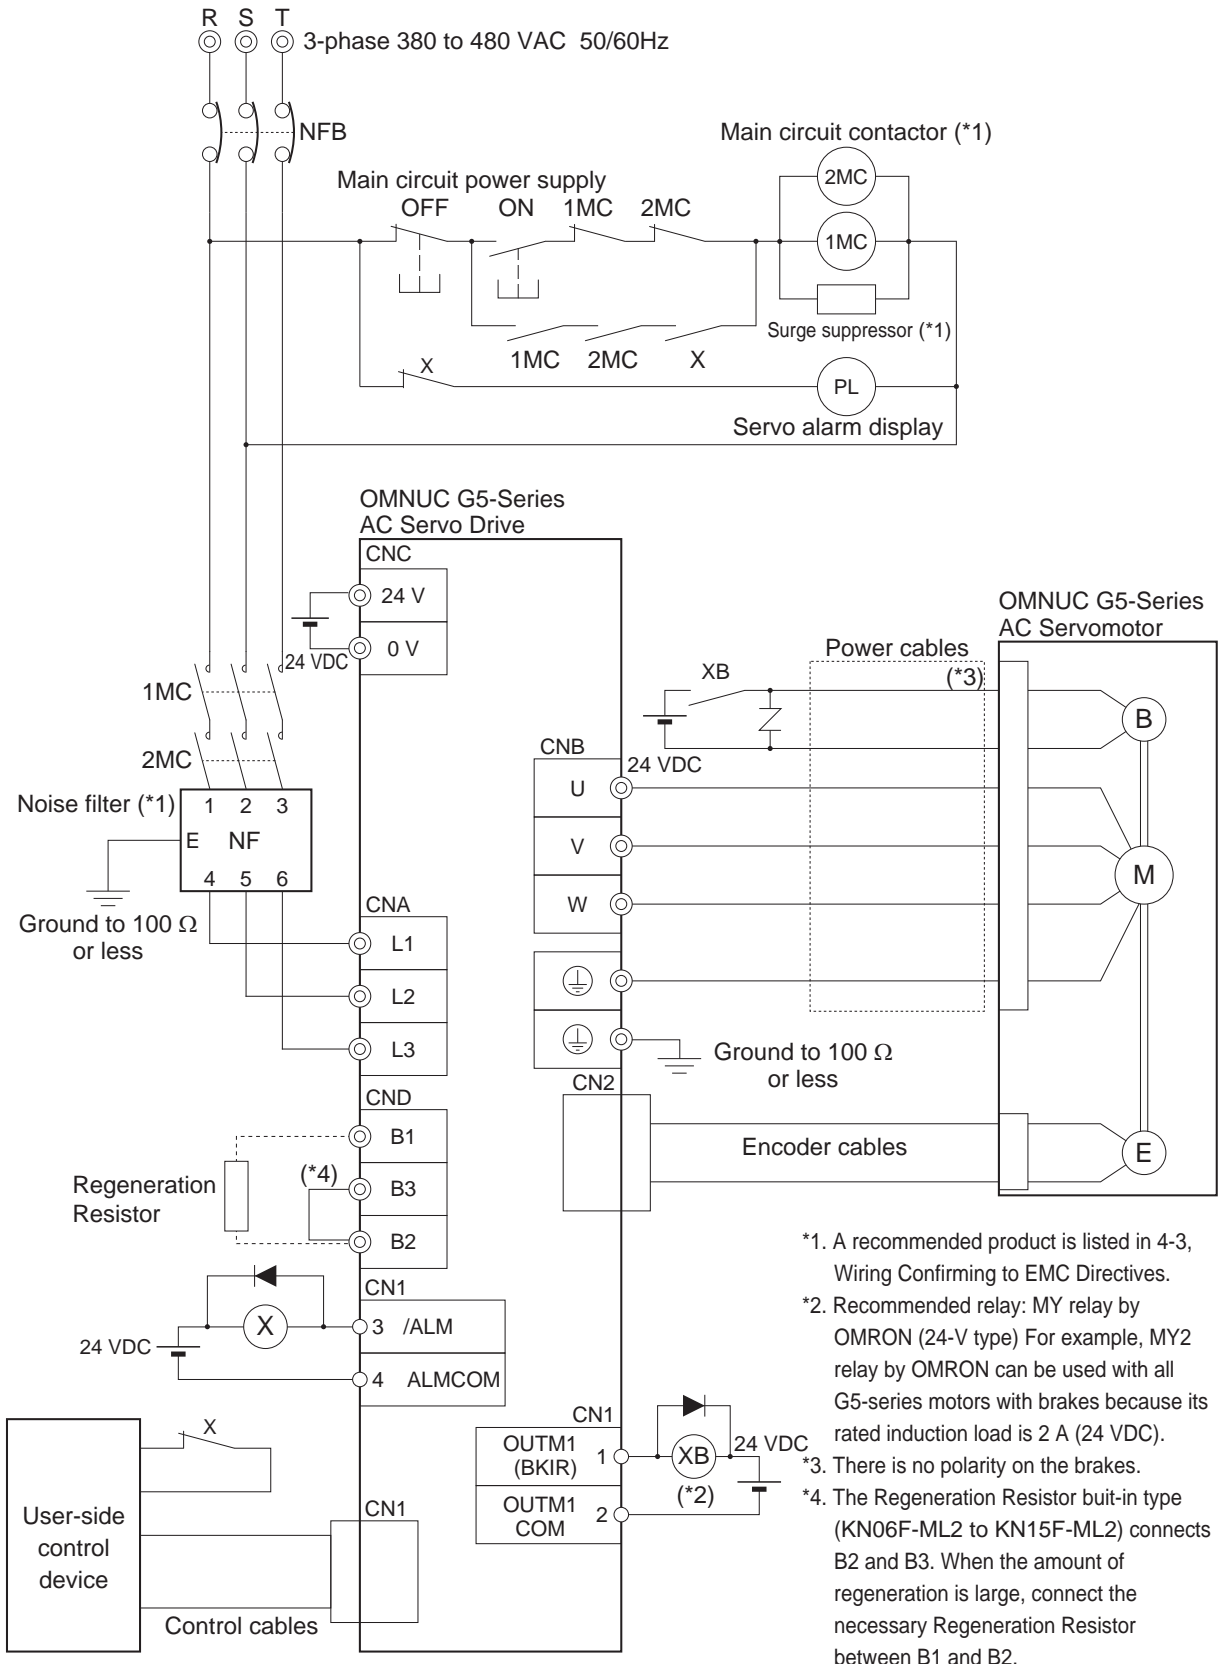 R S T
3-phase 380 to 480 VAC 50/60Hz
NFB
Main circuit contactor (*1)
2MC
Main circuit power supply
OFF ON 1MC 2MC
1MC
Surge suppressor (*1)
1MC 2MC X
X
PL
Servo alarm display
OMNUC G5-Series
AC Servo Drive
CNC
24 V
0 V
24 VDC
1MC
2MC
Noise filter (*1)
1 2 3
E NF
4 5 6
Ground to 100 Ω
or less
CNA
L1
L2
L3
CND
B1
(*4)
B3
B2
Regeneration
Resistor
CN1
X
3 /ALM
24 VDC
4 ALMCOM
X
User-side
control
device
CN1
Control cables
OMNUC G5-Series
AC Servomotor
Power cables
(*3)
XB
24 VDC
B
CNB
U
V
W
M
Ground to 100 Ω
or less
CN2
Encoder cables
E
CN1
OUTM1
(BKIR)
1
XB
24 VDC
(*2)
OUTM1
COM
2
*1. A recommended product is listed in 4-3,
Wiring Confirming to EMC Directives.
*2. Recommended relay: MY relay by
OMRON (24-V type) For example, MY2
relay by OMRON can be used with all
G5-series motors with brakes because its
rated induction load is 2 A (24 VDC).
*3. There is no polarity on the brakes.
*4. The Regeneration Resistor buit-in type
(KN06F-ML2 to KN15F-ML2) connects
B2 and B3. When the amount of
regeneration is large, connect the
necessary Regeneration Resistor
between B1 and B2.